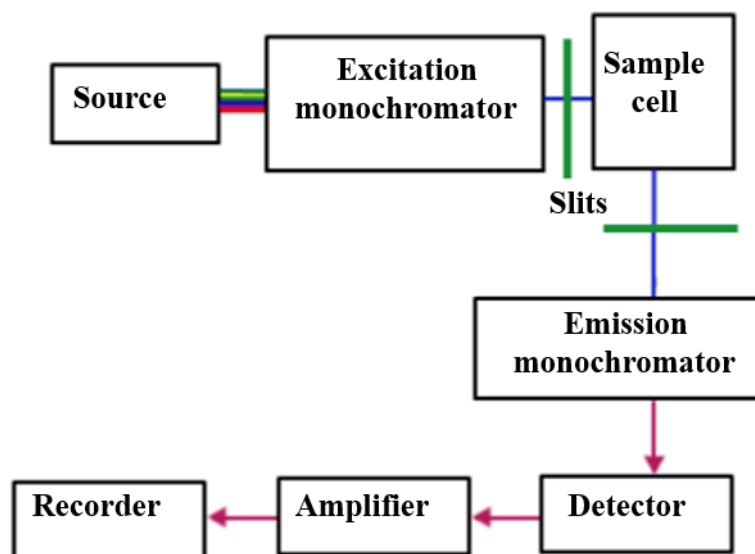 Source
Excitation
monochromator
Sample
cell
Slits
Emission
monochromator
Recorder
Amplifier
Detector